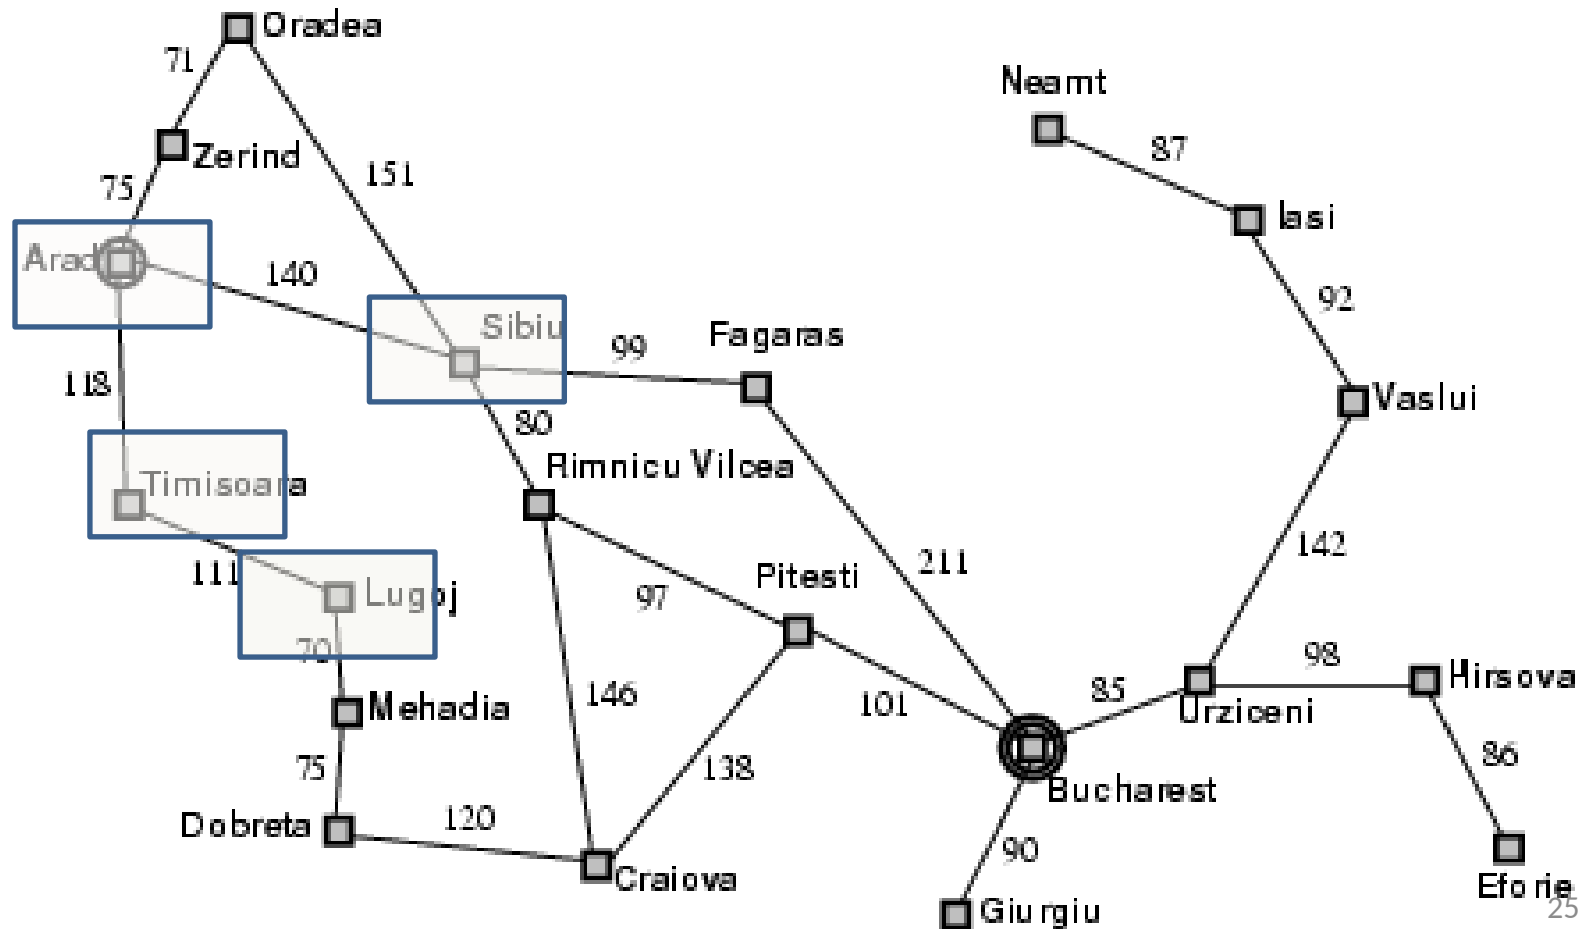 Oradea
71
Neamt
87
Zerind
151
75
Iasi
Arad
140
92
Sibiu
Fagaras
99
118
Vaslui
80
Rimnicu Vilcea
Timisoara
142
211
111
Pitesti
Lugoj
97
70
98
Hirsova
146
85
101
Mehadia
Urziceni
86
75
138
Bucharest
Dobreta
120
90
Craiova
Eforie
Giurgiu
25